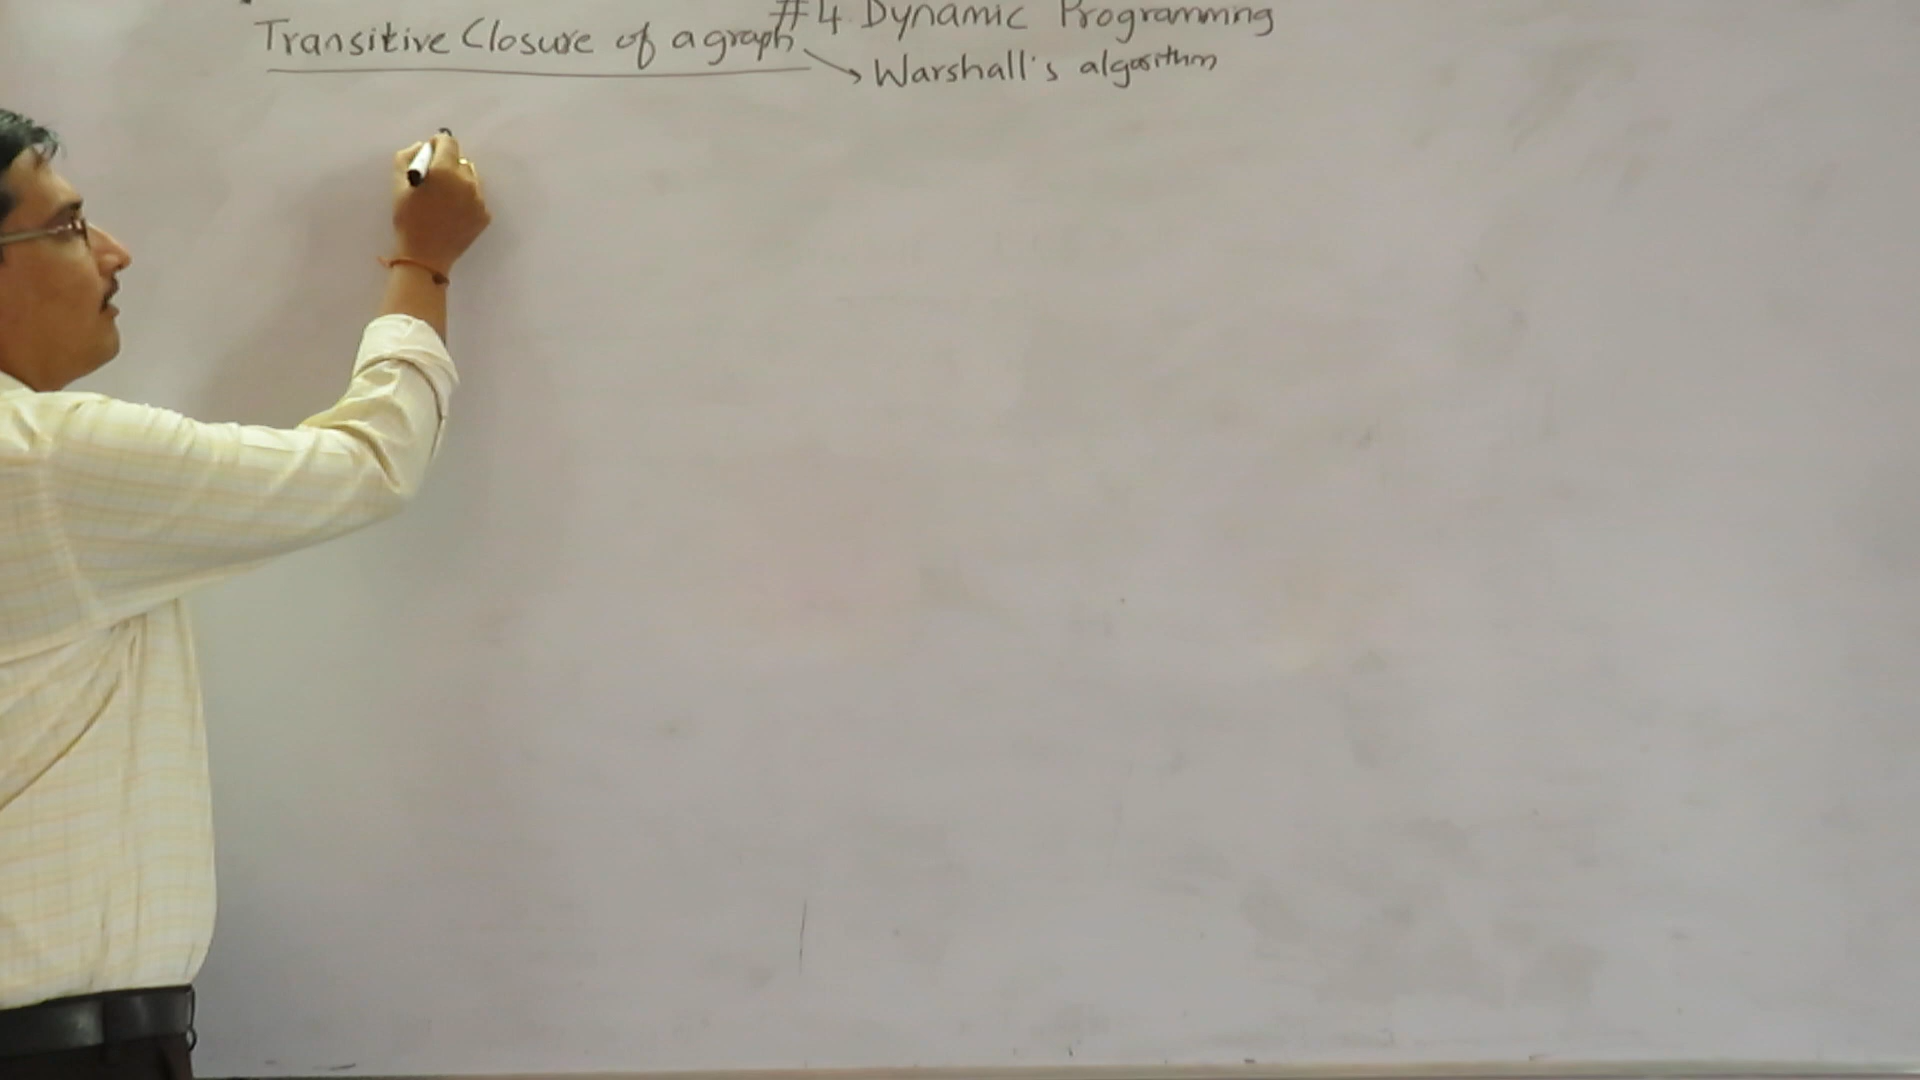 #4 Dynamic Programming
Transitive Closure of a graph
Warshall's algorithm